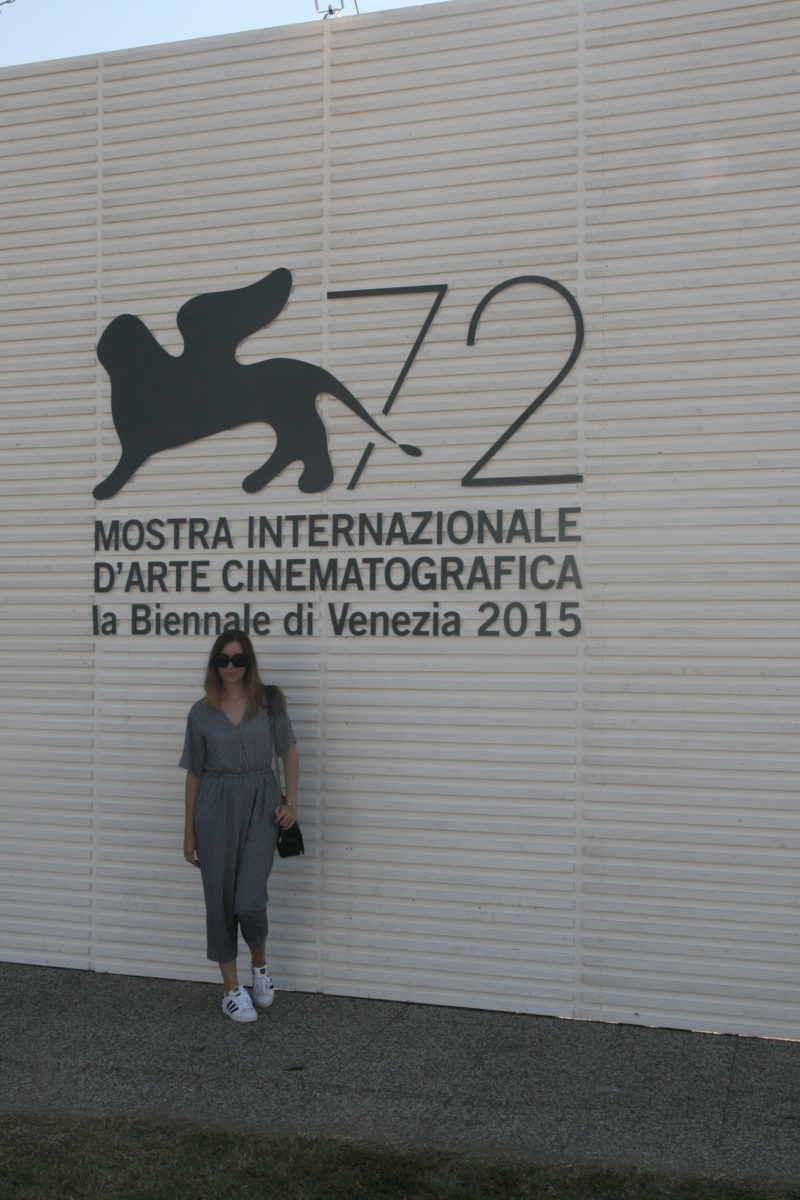 72
MOSTRA INTERNAZIONALE
D'ARTE CINEMATOGRAFICA
la Biennale di Venezia 2015